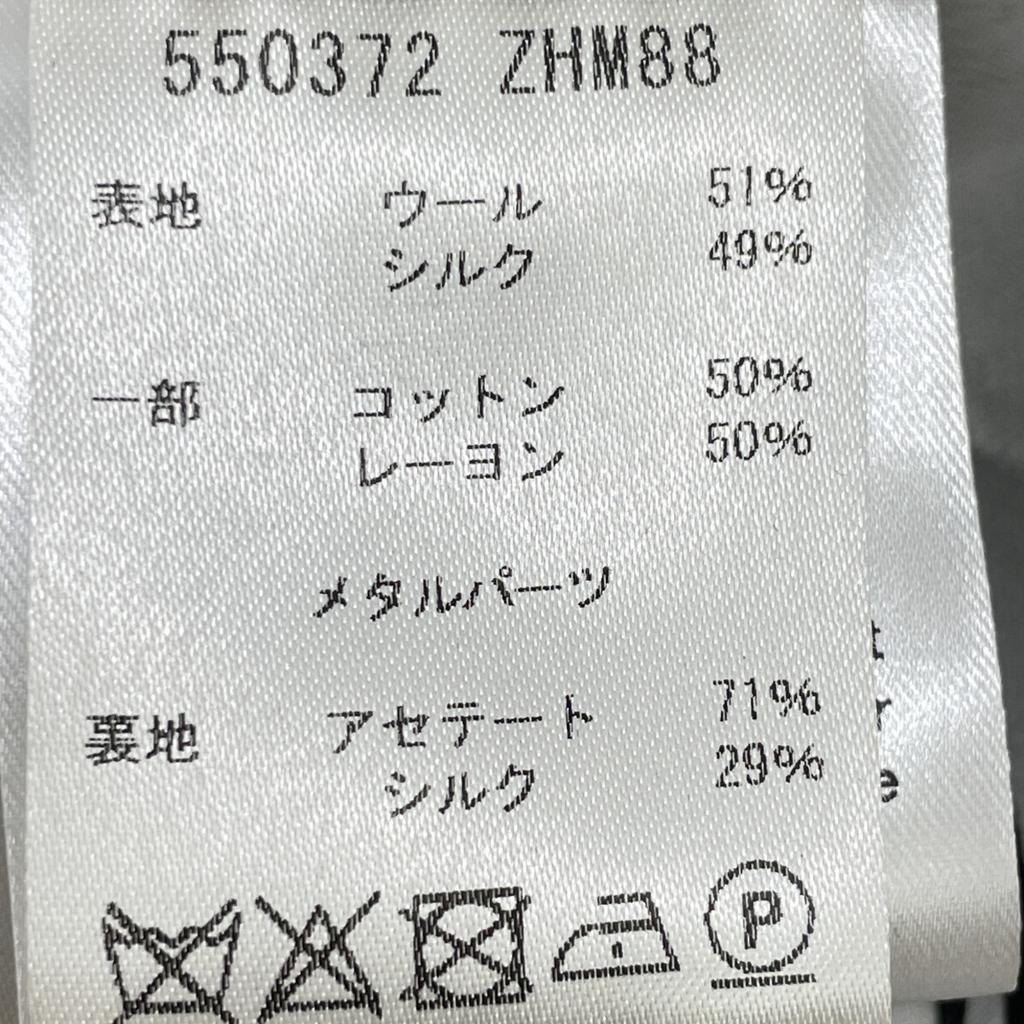 550372 ZHM88
表地 ウール 51%
シルク 49%
一部 コットン 50%
レーヨン 50%
メタルパーツ
裏地 アセテート 71%
シルク 29%
P
t
r
e